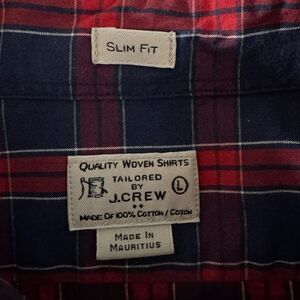 SLIM FIT
QUALITY WOVEN SHIRTS
TAILORED
BY
J.CREW
L
MADE OF 100% COTTON / COTON
MADE IN
MAURITIUS